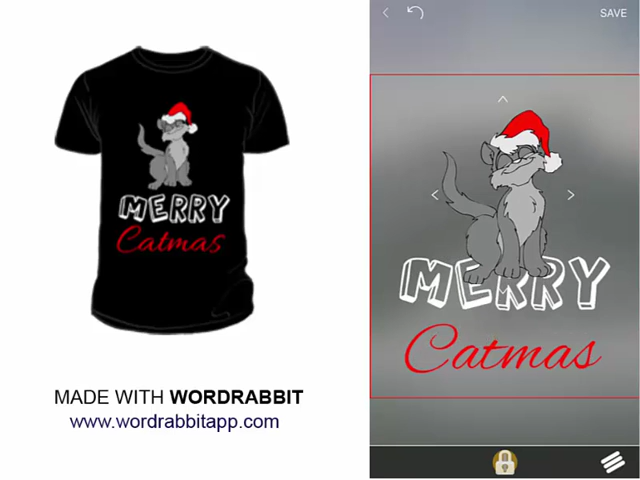 MERRY
Catmas
MADE WITH WORDRABBIT
www.wordrabbitapp.com
SAVE
MERRY
Catmas